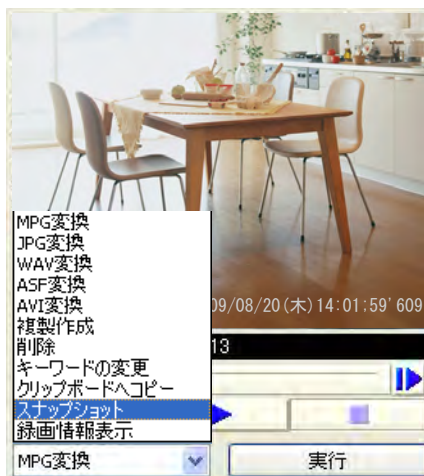 MPG変換
JPG変換
WAV変換
ASF変換
AVI変換
09/08/20(木)14:01:59' 609
複製作成
削除
13
キーワードの変更
クリップボードへコピー
スナップショット
録画情報表示
MPG変換
実行